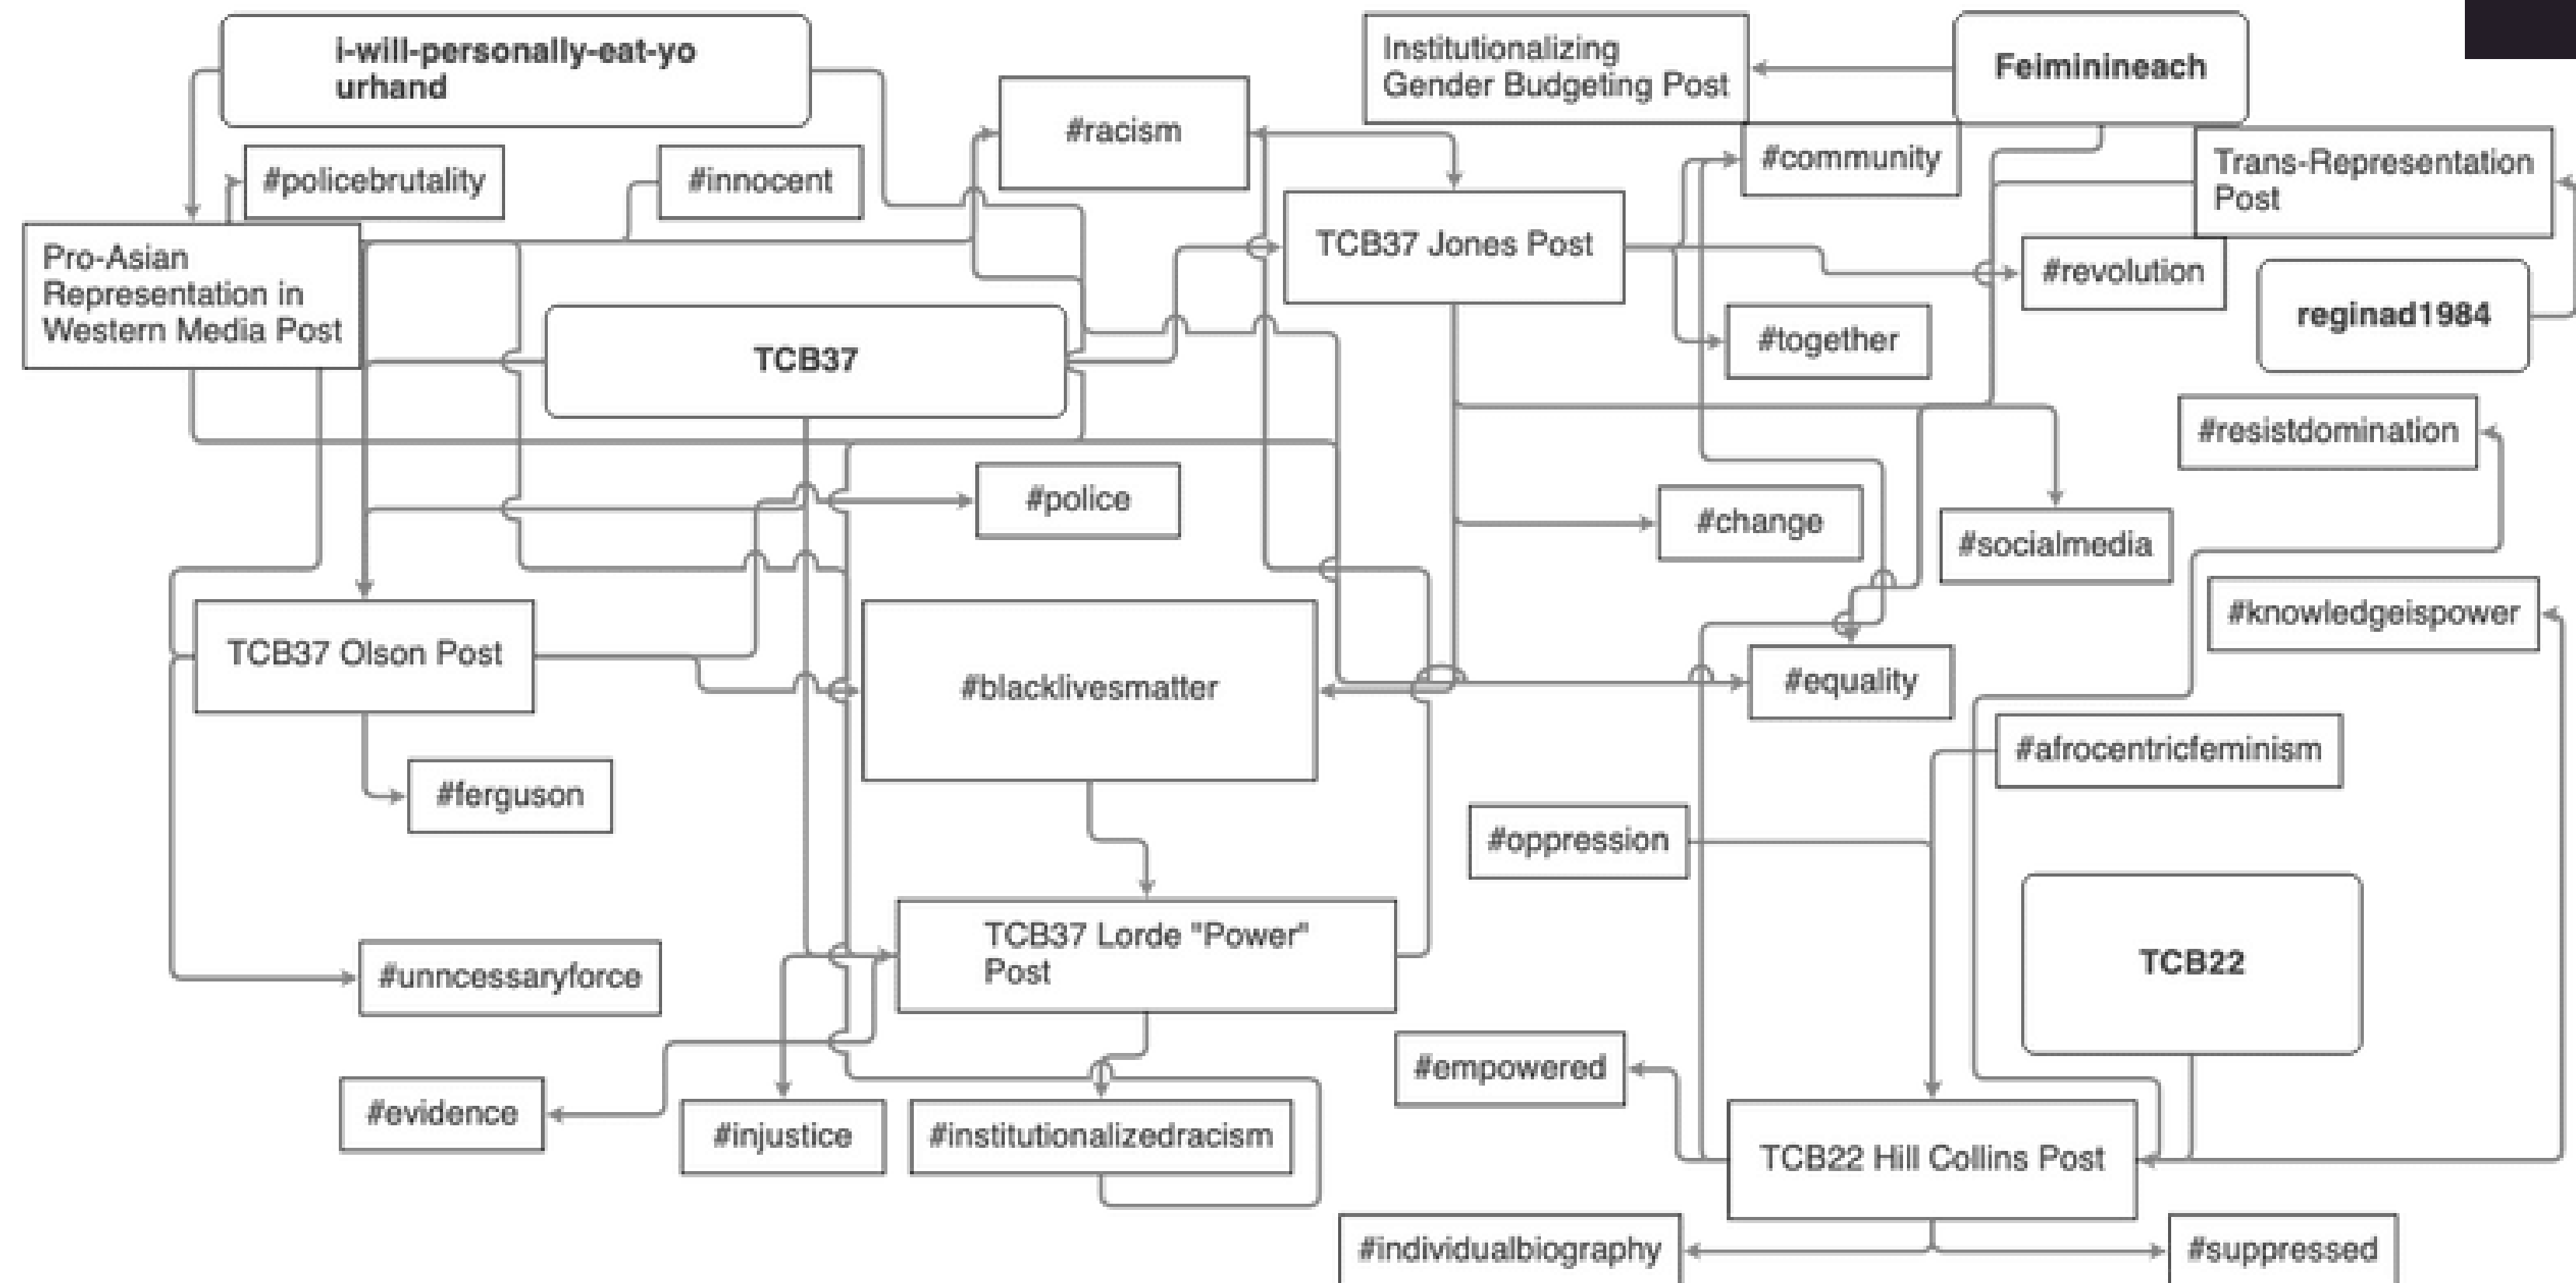 i-will-personally-eat-yo
urhand
Institutionalizing
Gender Budgeting Post
Feiminineach
#racism
#community
Trans-Representation
Post
#policebrutality
#innocent
Pro-Asian
Representation in
Western Media Post
TCB37 Jones Post
#revolution
reginad1984
TCB37
#together
#resistdomination
#police
#change
#socialmedia
#knowledgeispower
TCB37 Olson Post
#blacklivesmatter
#equality
#afrocentricfeminism
#ferguson
#oppression
TCB37 Lorde "Power"
Post
TCB22
#unncessaryforce
#empowered
#evidence
#injustice
#institutionalizedracism
TCB22 Hill Collins Post
#individualbiography
#suppressed